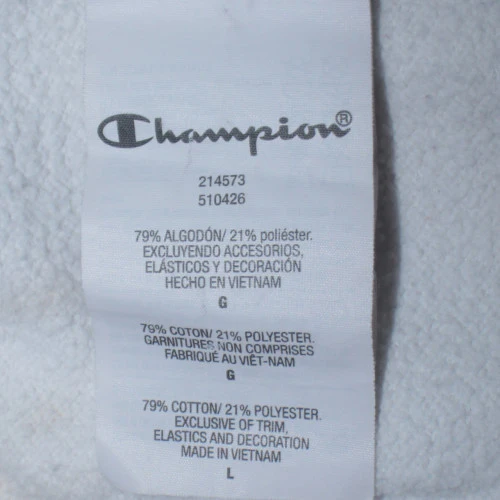 Champion®
214573
510426
79% ALGODÓN/ 21% poliéster.
EXCLUYENDO ACCESORIOS,
ELÁSTICOS Y DECORACIÓN
HECHO EN VIETNAM
G
79% COTON/ 21% POLYESTER.
GARNITURES NON COMPRISES
FABRIQUÉ AU VIÊT-NAM
G
79% COTTON/ 21% POLYESTER.
EXCLUSIVE OF TRIM,
ELASTICS AND DECORATION
MADE IN VIETNAM
L